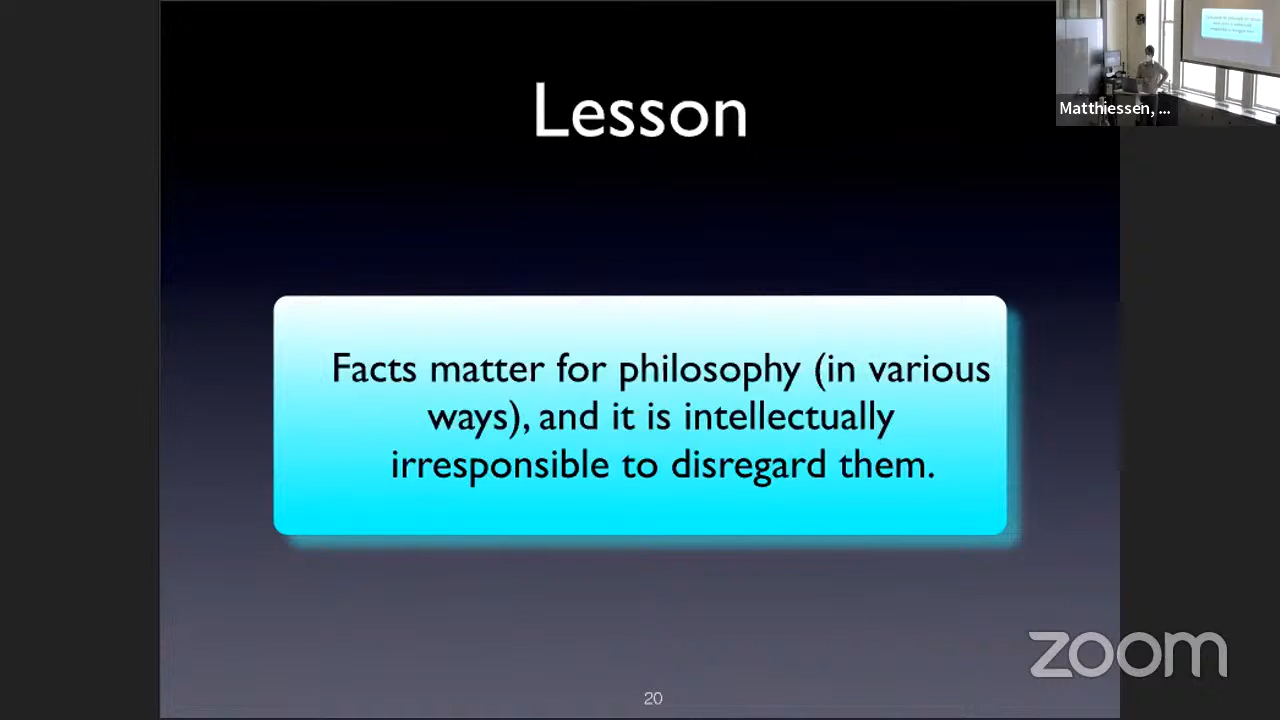 Lesson
Matthiessen, ...
Facts matter for philosophy (in various
ways), and it is intellectually
irresponsible to disregard them.
zoom
20